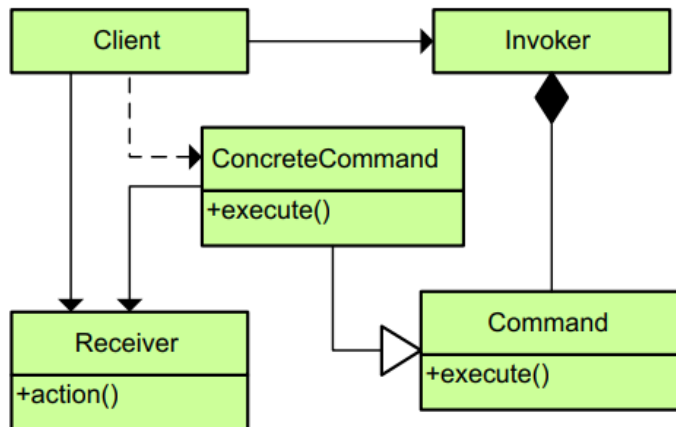 Client
Invoker
ConcreteCommand
+execute()
Receiver
+action()
Command
+execute()